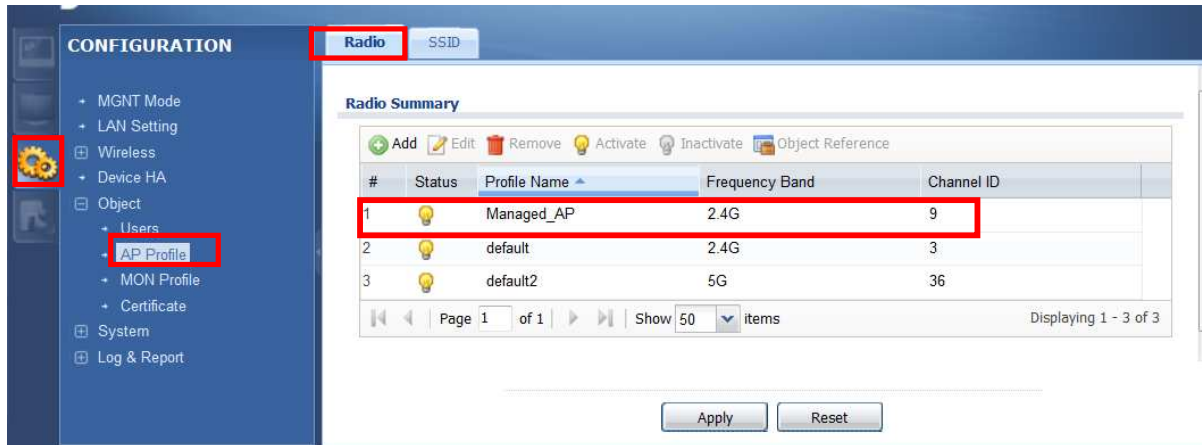 CONFIGURATION
MGNT Mode
LAN Setting
Wireless
Device HA
Object
Users
AP Profile
MON Profile
Certificate
System
Log & Report
Radio SSID
Radio Summary
Add Edit Remove Activate Inactivate Object Reference
# Status Profile Name Frequency Band Channel ID
1 Managed_AP 2.4G 9
2 default 2.4G 3
3 default2 5G 36
Page 1 of 1 Show 50 items Displaying 1 - 3 of 3
Apply Reset